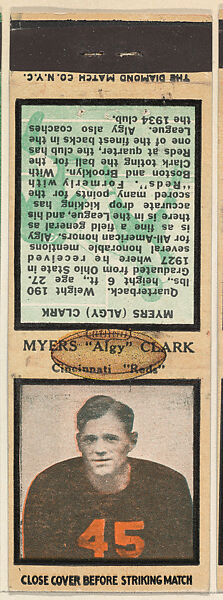 THE DIAMOND MATCH CO. N.Y.C.
MYERS (ALGY) CLARK
Quarterback. Weight 190
lbs., 6 ft., age 27.
Graduated from Ohio State in
1927 where he received
several honorable mentions
for All-American honors. Algy
is as fine a field general as
there is in the League, and his
accurate drop kicking has
scored many points for the
"Reds". Formerly with
Boston and Brooklyn. With
Clark toting the ball for the
Reds at quarter, the club has
one of the finest backs in the
League. Algy also coaches
the 1934 club.
MYERS "Algy" CLARK
Cincinnati "Reds"
45
CLOSE COVER BEFORE STRIKING MATCH